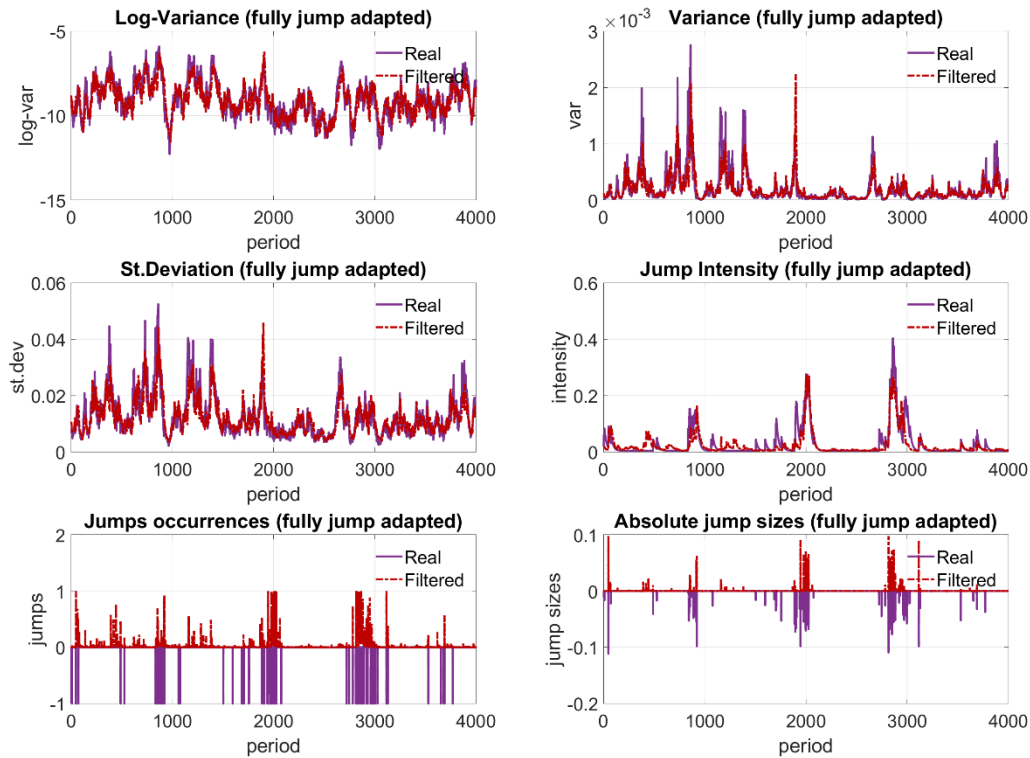 Log-Variance (fully jump adapted)
-5
-10
-15
log-var
Real
Filtered
0 1000 2000 3000 4000
period
Variance (fully jump adapted)
×10⁻³
3
2
1
0
var
Real
Filtered
0 1000 2000 3000 4000
period
St.Deviation (fully jump adapted)
0.06
0.04
0.02
0
st.dev
Real
Filtered
0 1000 2000 3000 4000
period
Jump Intensity (fully jump adapted)
0.6
0.4
0.2
0
intensity
Real
Filtered
0 1000 2000 3000 4000
period
Jumps occurrences (fully jump adapted)
2
1
0
-1
jumps
Real
Filtered
0 1000 2000 3000 4000
period
Absolute jump sizes (fully jump adapted)
0.1
0
-0.1
-0.2
jump sizes
Real
Filtered
0 1000 2000 3000 4000
period